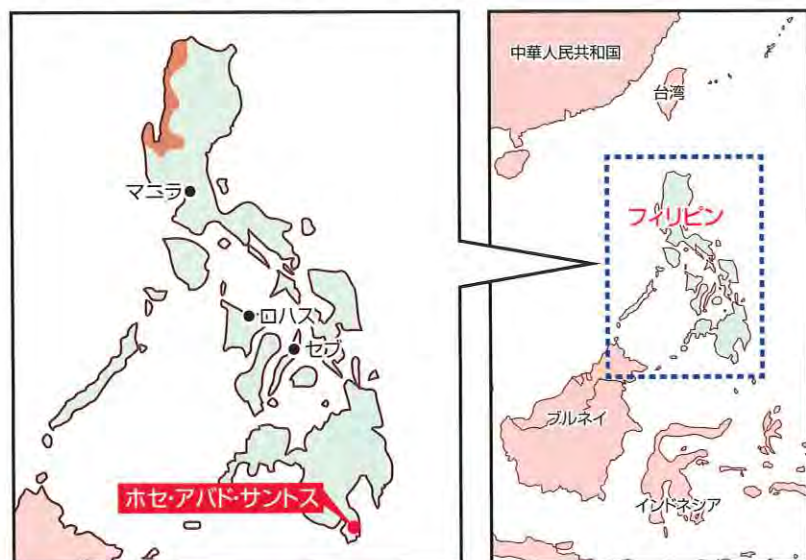 マニラ
ロハス
セブ
ホセ・アバド・サントス
中華人民共和国
台湾
フィリピン
ブルネイ
インドネシア